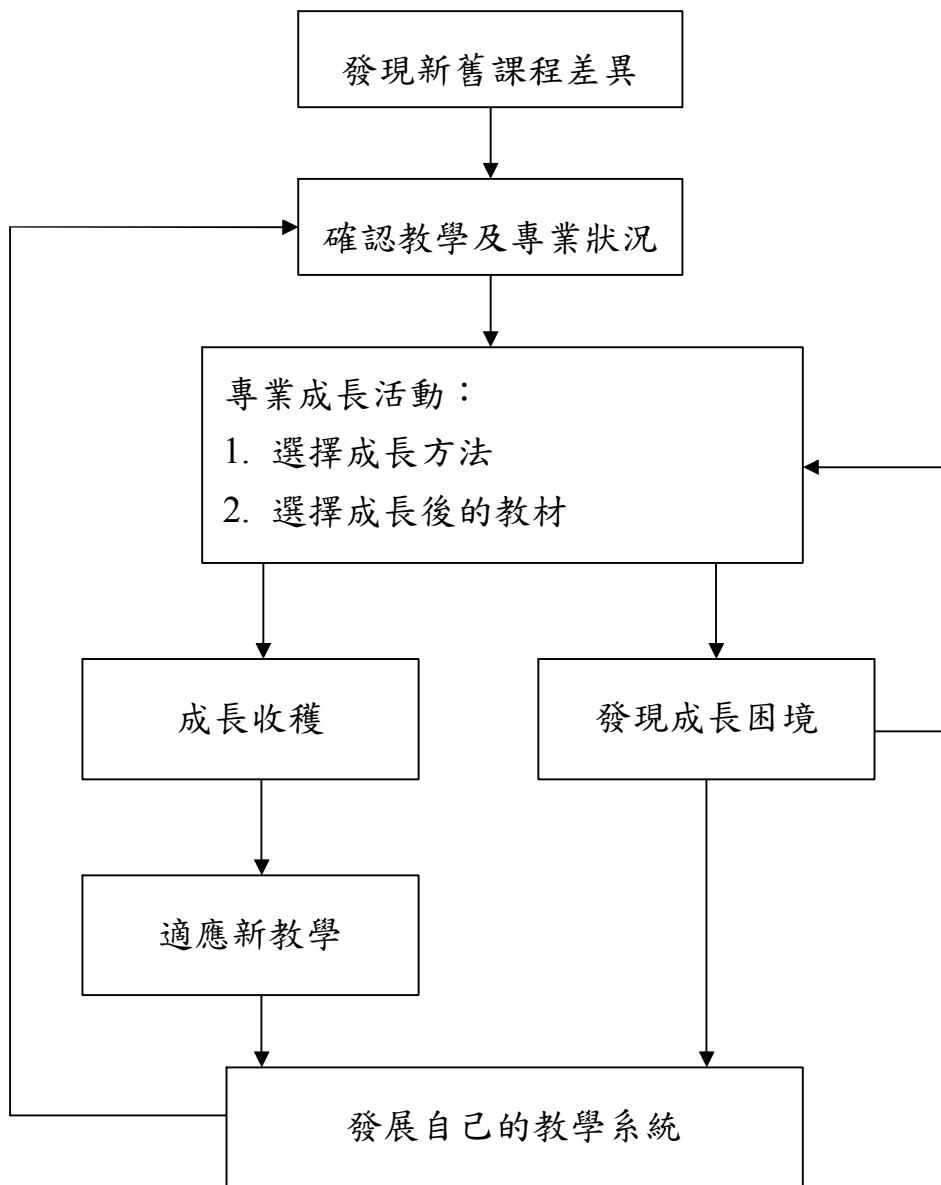 發現新舊課程差異
確認教學及專業狀況
專業成長活動：
1. 選擇成長方法
2. 選擇成長後的教材
成長收穫
發現成長困境
適應新教學
發展自己的教學系統